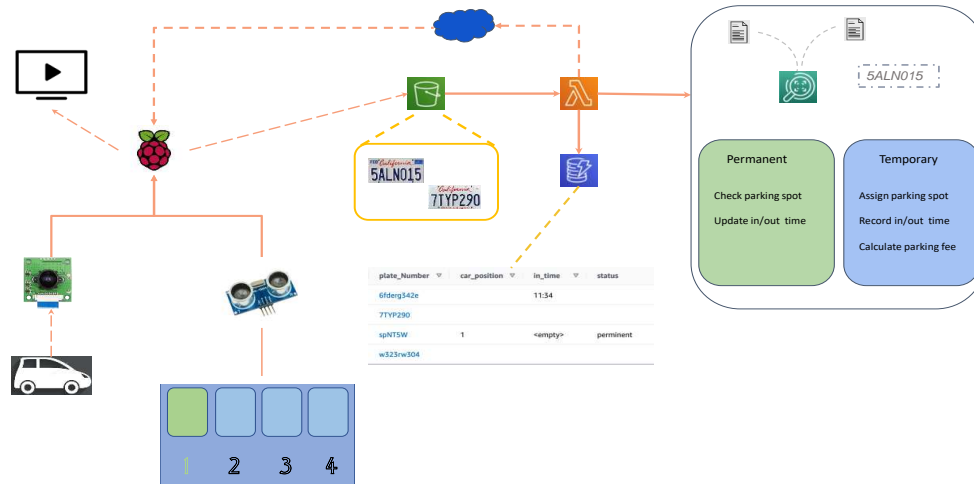 5ALN015
California
5ALN015
California
7TYP290
Permanent
Check parking spot
Update in/out time
Temporary
Assign parking spot
Record in/out time
Calculate parking fee
plate_Number car_position in_time status
6fderg342e 11:34
7TYP290
spNT5W 1 <empty> perminent
w323rw304
1 2 3 4